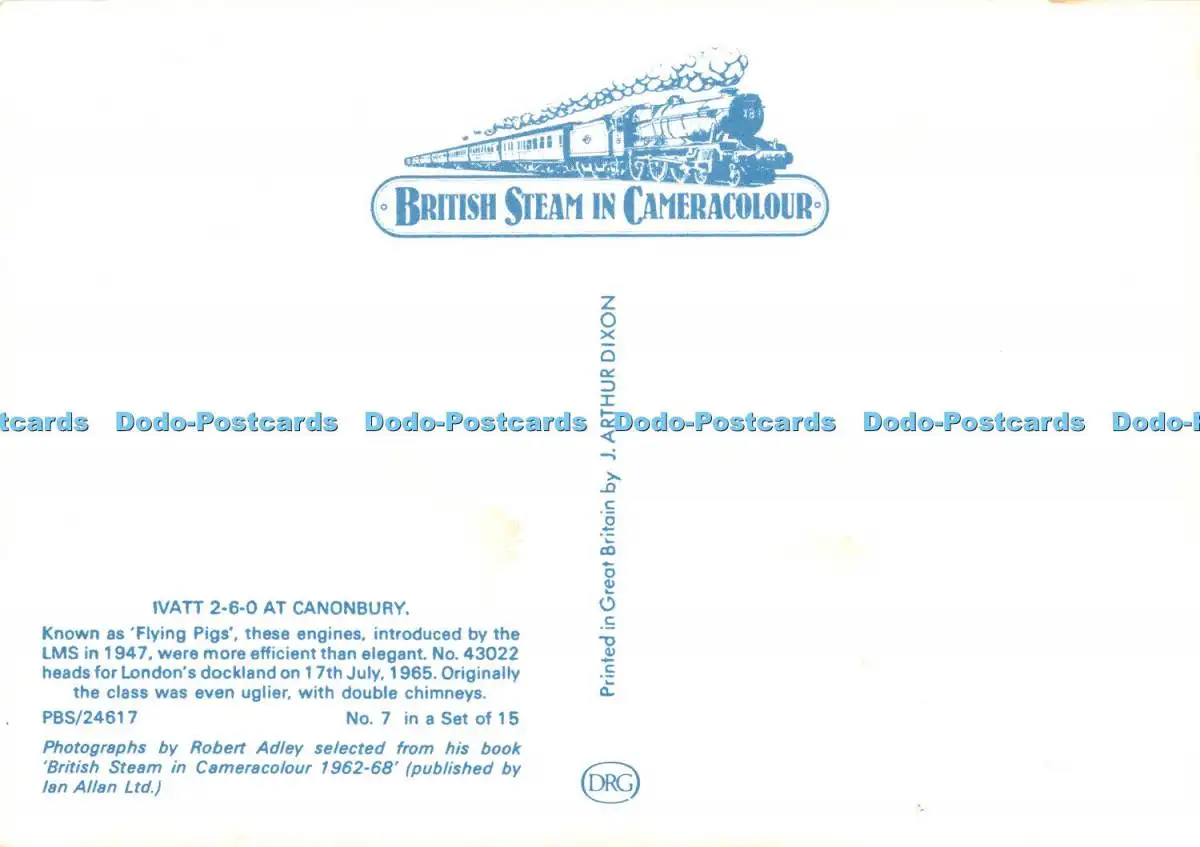 BRITISH STEAM IN CAMERACOLOUR
Printed in Great Britain by J. ARTHUR DIXON
tcards Dodo-Postcards Dodo-Postcards Dodo-Postcards Dodo-Postcards Dodo-P
IVATT 2-6-0 AT CANONBURY.
Known as 'Flying Pigs', these engines, introduced by the
LMS in 1947, were more efficient than elegant. No. 43022
heads for London's dockland on 17th July, 1965. Originally
the class was even uglier, with double chimneys.
PBS/24617 No. 7 in a Set of 15
Photographs by Robert Adley selected from his book
'British Steam in Cameracolour 1962-68' (published by
Ian Allan Ltd.)
DRG